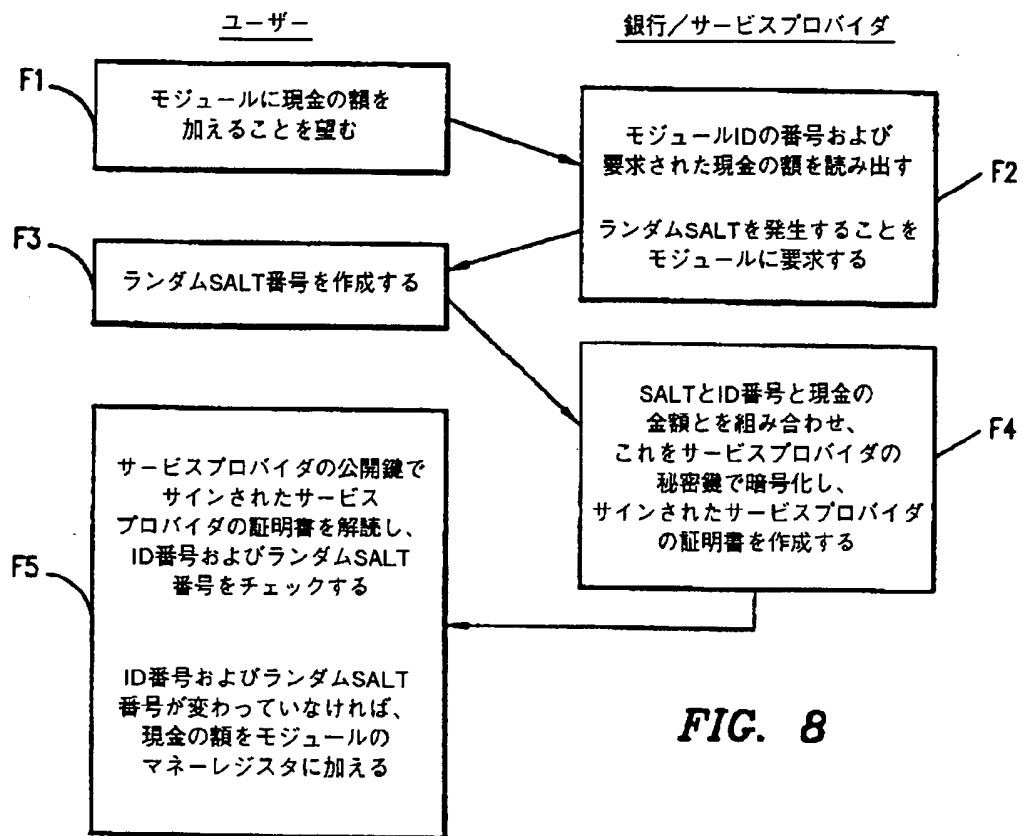 ユーザー
銀行/サービスプロバイダ
F1
モジュールに現金の額を
加えることを望む
モジュールIDの番号および
要求された現金の額を読み出す
ランダムSALTを発生することを
モジュールに要求する
F2
F3
ランダムSALT番号を作成する
SALTとID番号と現金の
金額とを組み合わせ、
これをサービスプロバイダの
秘密鍵で暗号化し、
サインされたサービスプロバイダ
の証明書を作成する
F4
F5
サービスプロバイダの公開鍵で
サインされたサービス
プロバイダの証明書を解読し、
ID番号およびランダムSALT
番号をチェックする
ID番号およびランダムSALT
番号が変わっていなければ、
現金の額をモジュールの
マネーレジスタに加える
FIG. 8